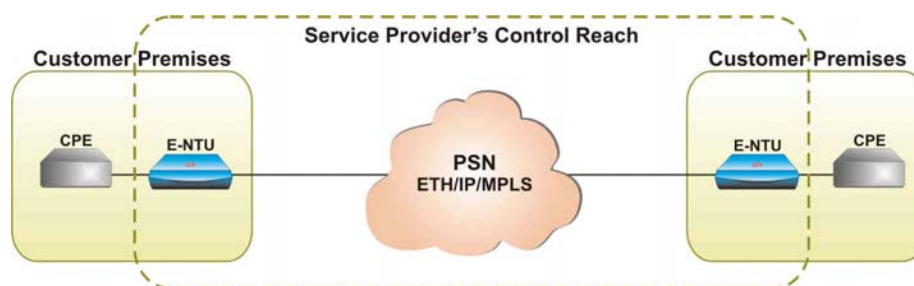 Service Provider's Control Reach
Customer Premises
Customer Premises
CPE
E-NTU
PSN
ETH/IP/MPLS
E-NTU
CPE